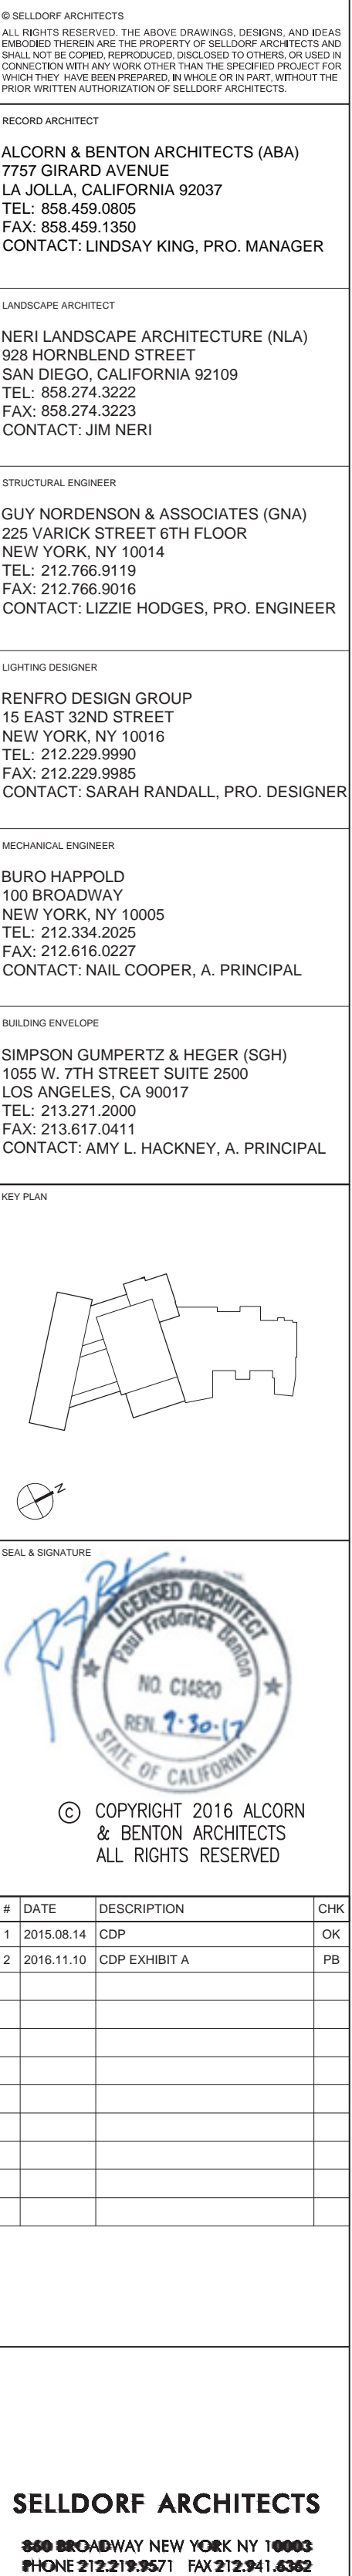 © SELLDORF ARCHITECTS
ALL RIGHTS RESERVED. THE ABOVE DRAWINGS, DESIGNS, AND IDEAS
EMBODIED THEREIN ARE THE PROPERTY OF SELLDORF ARCHITECTS AND
SHALL NOT BE COPIED, REPRODUCED, DISCLOSED TO OTHERS, OR USED IN
CONNECTION WITH ANY WORK OTHER THAN THE SPECIFIED PROJECT FOR
WHICH THEY HAVE BEEN PREPARED, IN WHOLE OR IN PART, WITHOUT THE
PRIOR WRITTEN AUTHORIZATION OF SELLDORF ARCHITECTS.
RECORD ARCHITECT
ALCORN & BENTON ARCHITECTS (ABA)
7757 GIRARD AVENUE
LA JOLLA, CALIFORNIA 92037
TEL: 858.459.0805
FAX: 858.459.1350
CONTACT: LINDSAY KING, PRO. MANAGER
LANDSCAPE ARCHITECT
NERI LANDSCAPE ARCHITECTURE (NLA)
928 HORNBLEND STREET
SAN DIEGO, CALIFORNIA 92109
TEL: 858.274.3222
FAX: 858.274.3223
CONTACT: JIM NERI
STRUCTURAL ENGINEER
GUY NORDENSON & ASSOCIATES (GNA)
225 VARICK STREET 6TH FLOOR
NEW YORK, NY 10014
TEL: 212.766.9119
FAX: 212.766.9016
CONTACT: LIZZIE HODGES, PRO. ENGINEER
LIGHTING DESIGNER
RENFRO DESIGN GROUP
15 EAST 32ND STREET
NEW YORK, NY 10016
TEL: 212.229.9990
FAX: 212.229.9985
CONTACT: SARAH RANDALL, PRO. DESIGNER
MECHANICAL ENGINEER
BURO HAPPOLD
100 BROADWAY
NEW YORK, NY 10005
TEL: 212.334.2025
FAX: 212.616.0227
CONTACT: NAIL COOPER, A. PRINCIPAL
BUILDING ENVELOPE
SIMPSON GUMPERTZ & HEGER (SGH)
1055 W. 7TH STREET SUITE 2500
LOS ANGELES, CA 90017
TEL: 213.271.2000
FAX: 213.617.0411
CONTACT: AMY L. HACKNEY, A. PRINCIPAL
KEY PLAN
N
SEAL & SIGNATURE
LICENSED ARCHITECT
Paul Frederick Benton
NO. C14820
REN. 9-30-17
STATE OF CALIFORNIA
© COPYRIGHT 2016 ALCORN
& BENTON ARCHITECTS
ALL RIGHTS RESERVED
# DATE DESCRIPTION CHK
1 2015.08.14 CDP OK
2 2016.11.10 CDP EXHIBIT A PB
SELLDORF ARCHITECTS
860 BROADWAY NEW YORK NY 10003
PHONE 212.219.9571 FAX 212.941.6362